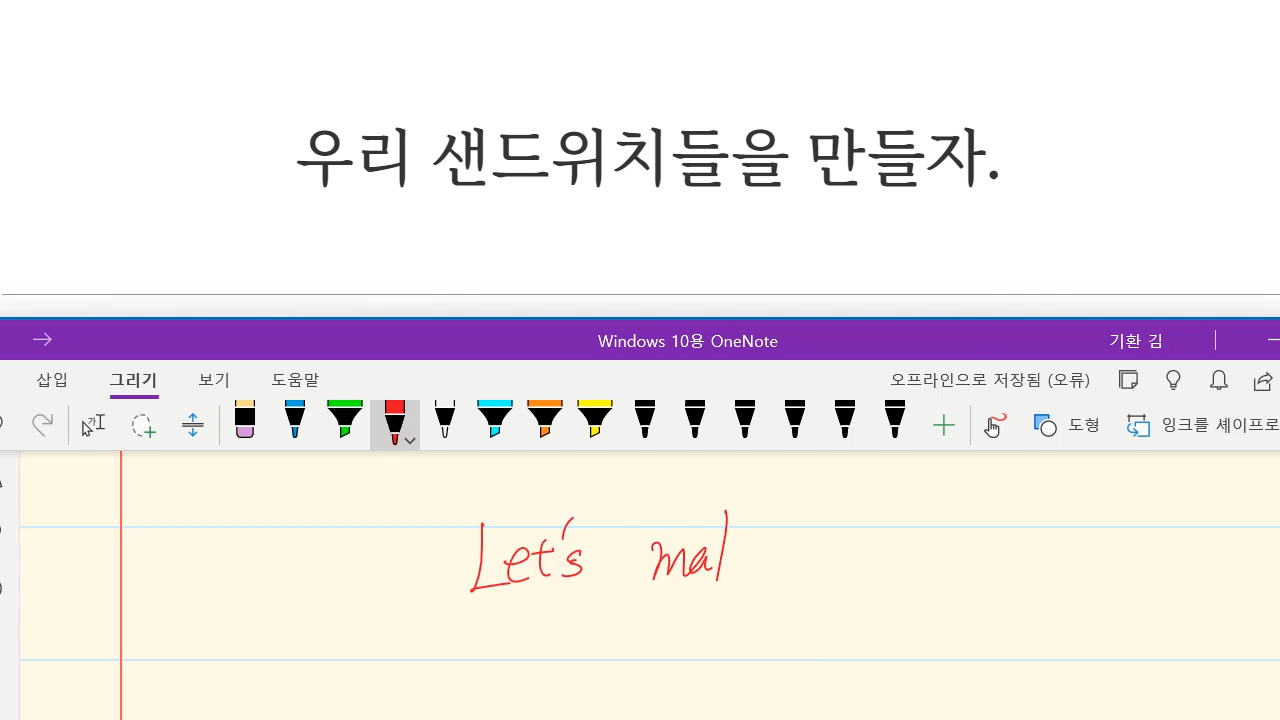 우리 샌드위치들을 만들자.
Windows 10용 OneNote
기환 김
삽입 그리기 보기 도움말
오프라인으로 저장됨 (오류)
가
도형
잉크를 셰이프로
Let's mal